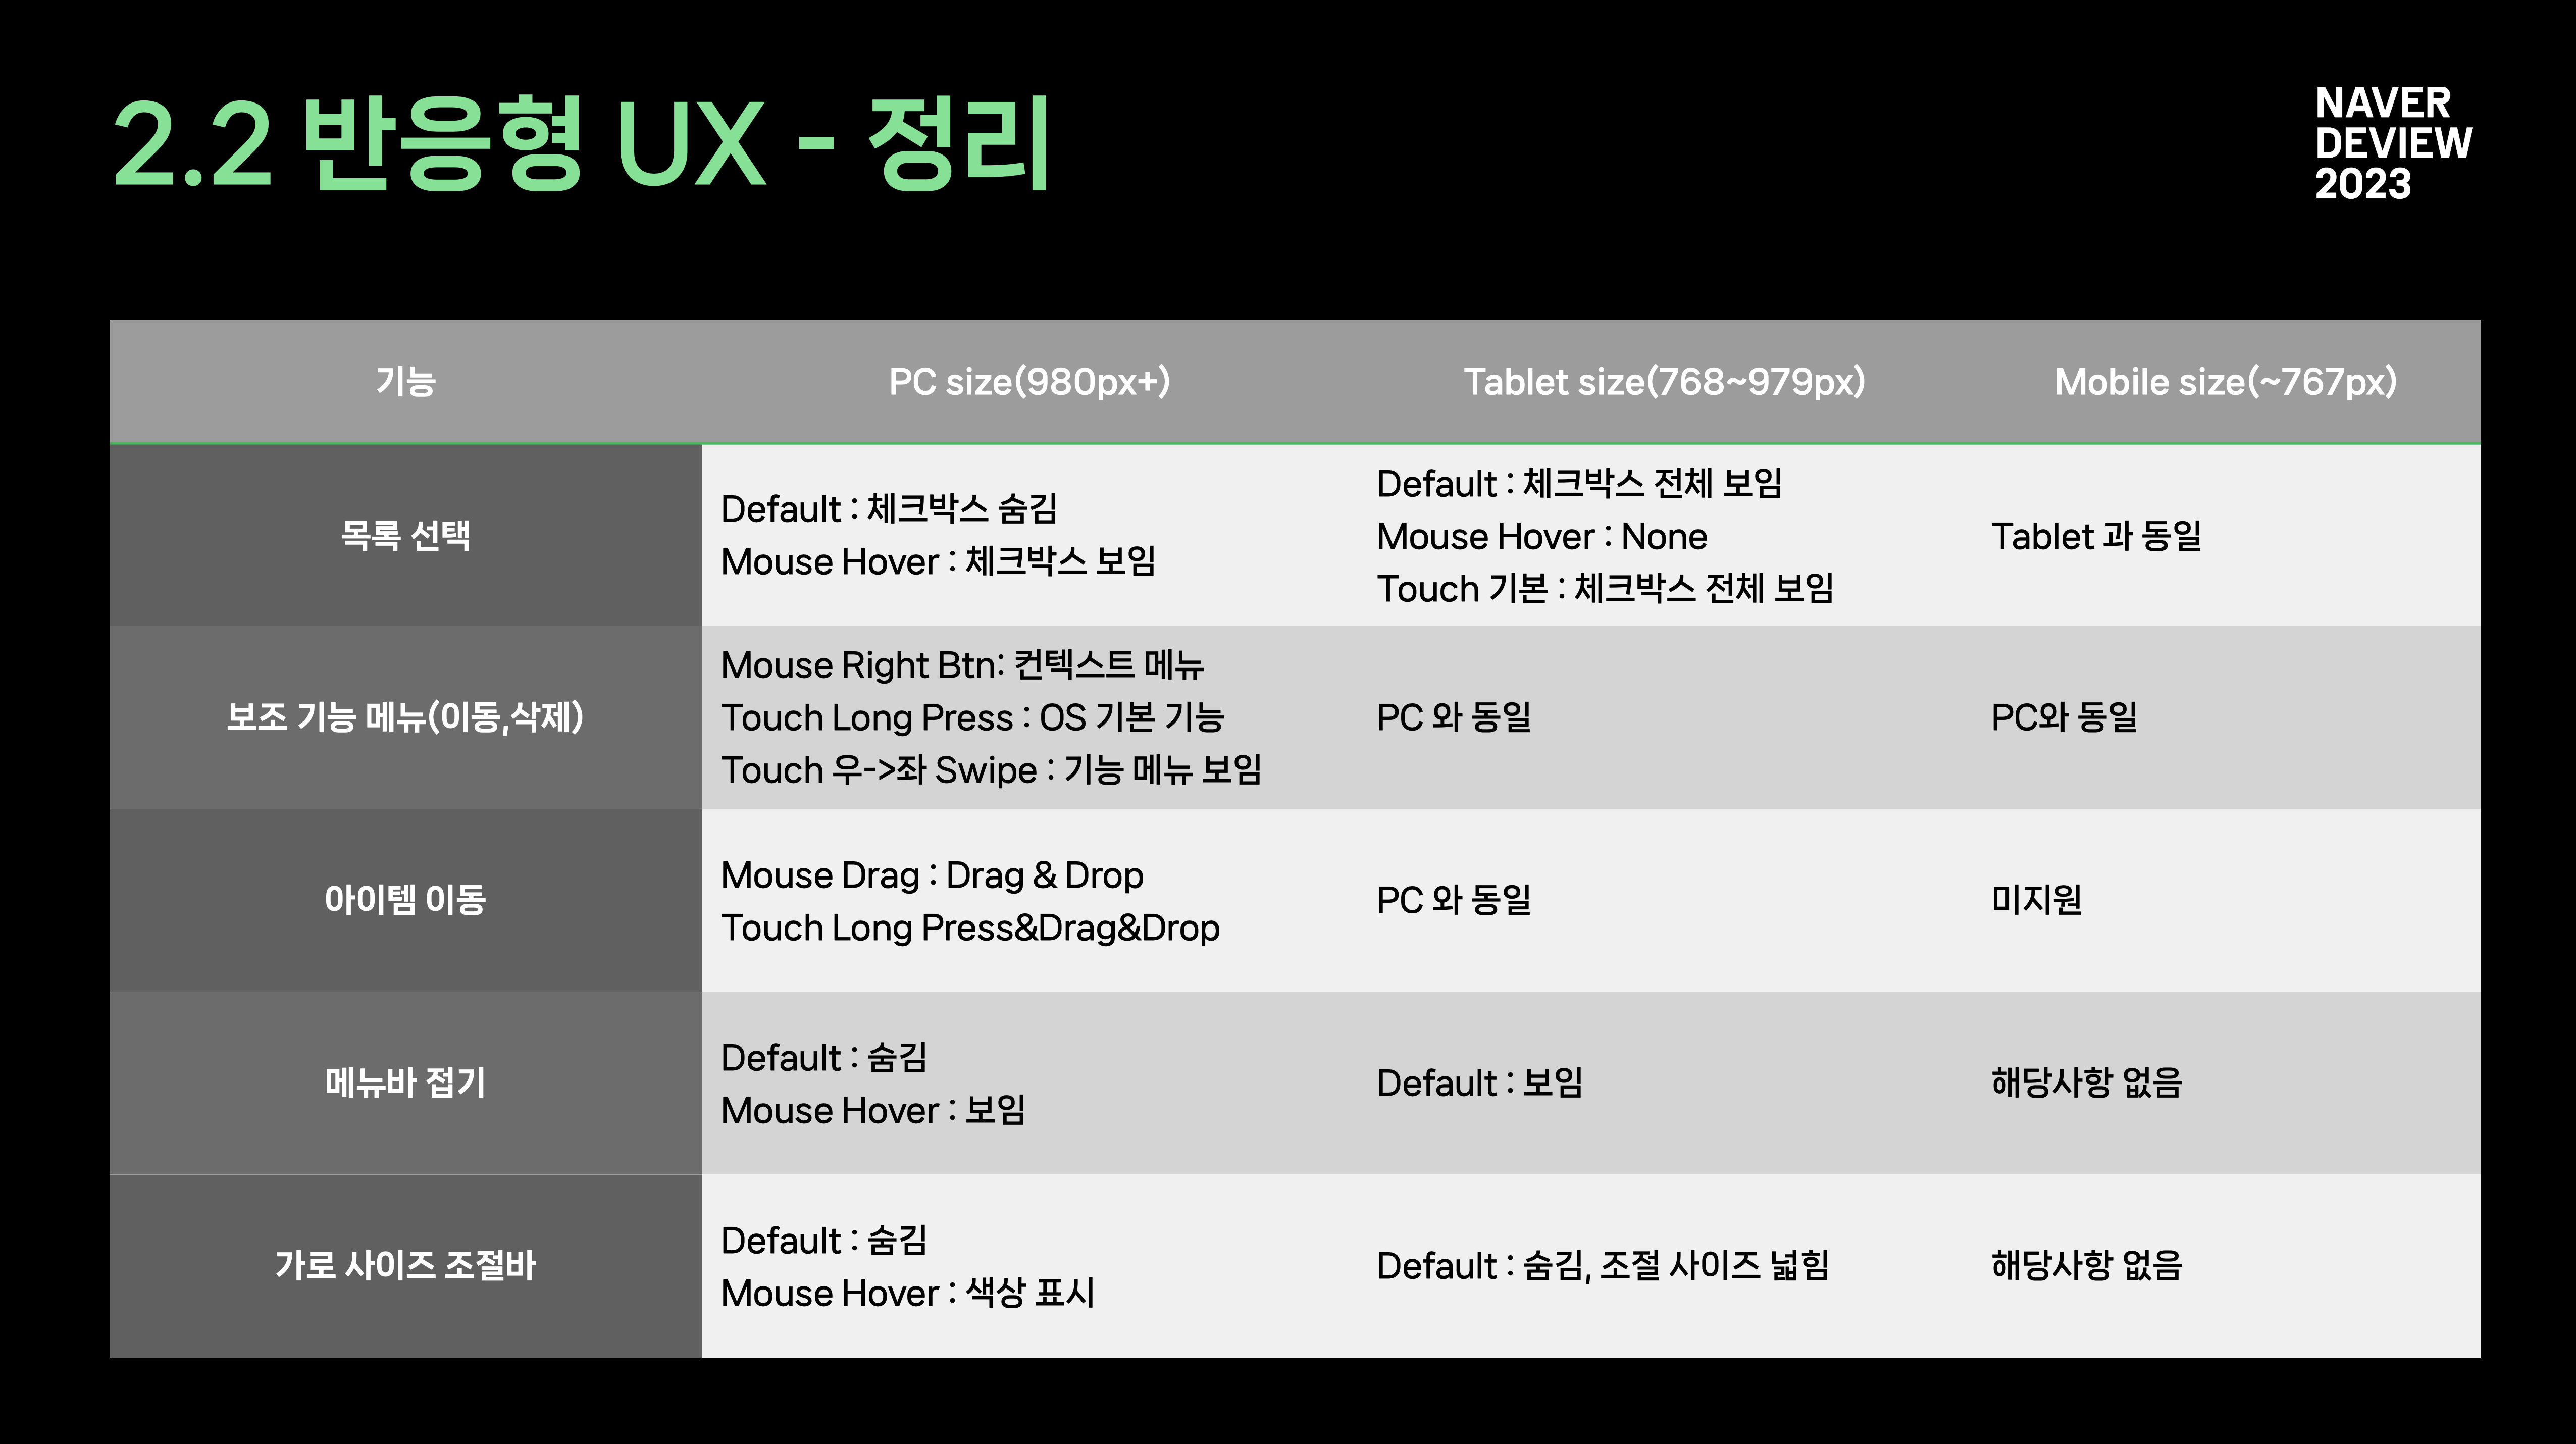 2.2 반응형 UX - 정리
NAVER
DEVIEW
2023
기능
PC size(980px+)
Tablet size(768~979px)
Mobile size(~767px)
목록 선택
Default : 체크박스 숨김
Mouse Hover : 체크박스 보임
Default : 체크박스 전체 보임
Mouse Hover : None
Touch 기본 : 체크박스 전체 보임
Tablet 과 동일
보조 기능 메뉴(이동,삭제)
Mouse Right Btn: 컨텍스트 메뉴
Touch Long Press : OS 기본 기능
Touch 우->좌 Swipe : 기능 메뉴 보임
PC 와 동일
PC와 동일
아이템 이동
Mouse Drag : Drag & Drop
Touch Long Press&Drag&Drop
PC 와 동일
미지원
메뉴바 접기
Default : 숨김
Mouse Hover : 보임
Default : 보임
해당사항 없음
가로 사이즈 조절바
Default : 숨김
Mouse Hover : 색상 표시
Default : 숨김, 조절 사이즈 넓힘
해당사항 없음